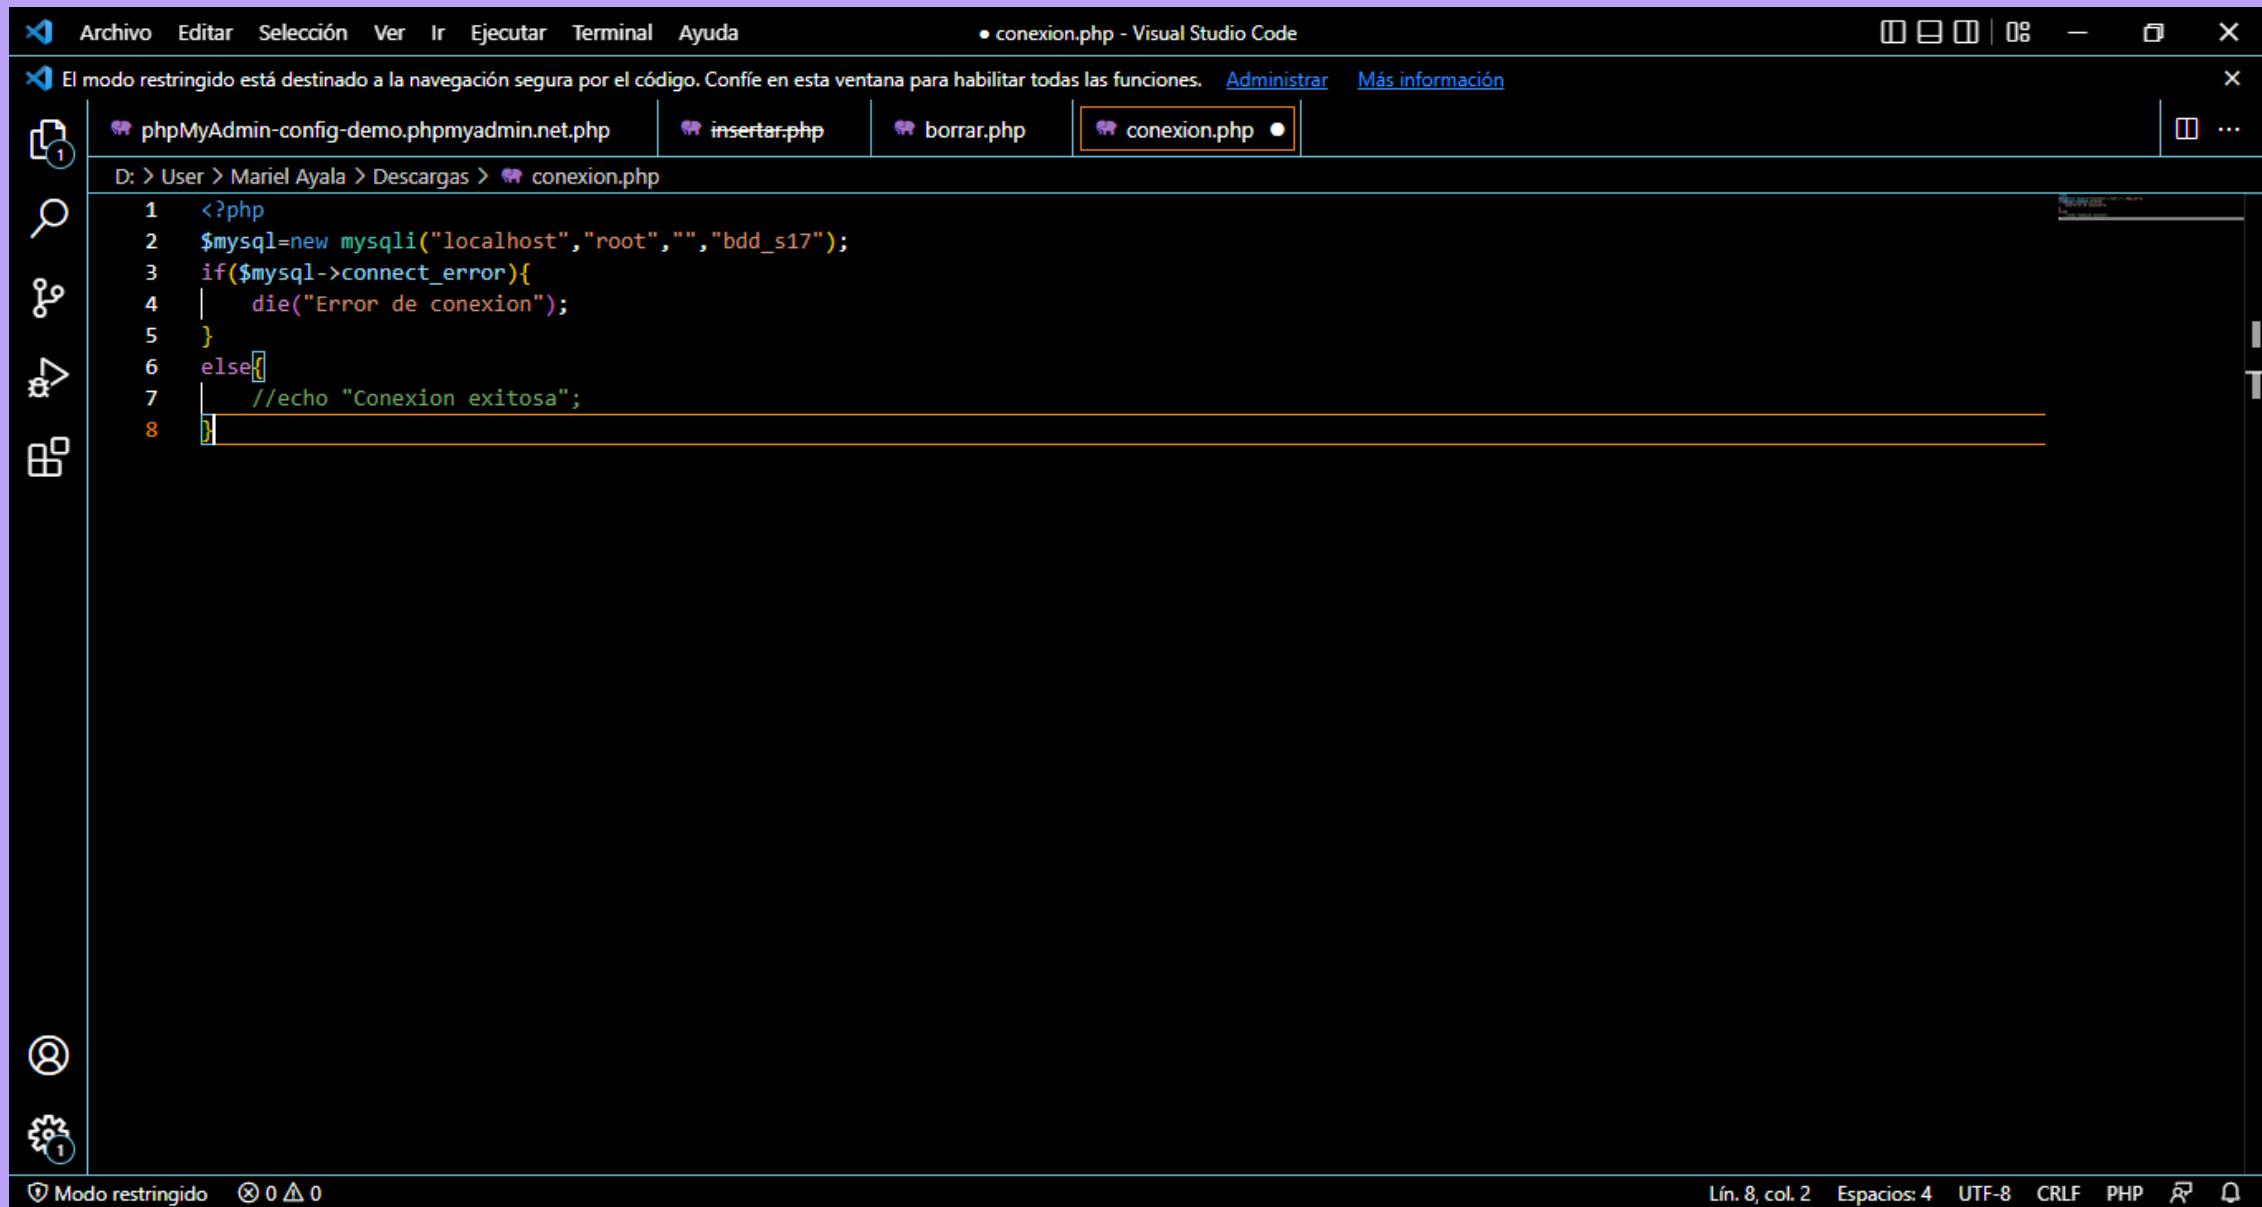 Archivo Editar Selección Ver Ir Ejecutar Terminal Ayuda ● conexion.php - Visual Studio Code
El modo restringido está destinado a la navegación segura por el código. Confíe en esta ventana para habilitar todas las funciones. Administrar Más información
phpMyAdmin-config-demo.phpmyadmin.net.php insertar.php borrar.php conexion.php ●
1
D: > User > Mariel Ayala > Descargas > conexion.php
1 <?php
2 $mysql=new mysqli("localhost","root","","bdd_s17");
3 if($mysql->connect_error){
4     die("Error de conexion");
5 }
6 else{
7     //echo "Conexion exitosa";
8 }
1
Modo restringido 0 0 Lín. 8, col. 2 Espacios: 4 UTF-8 CRLF PHP